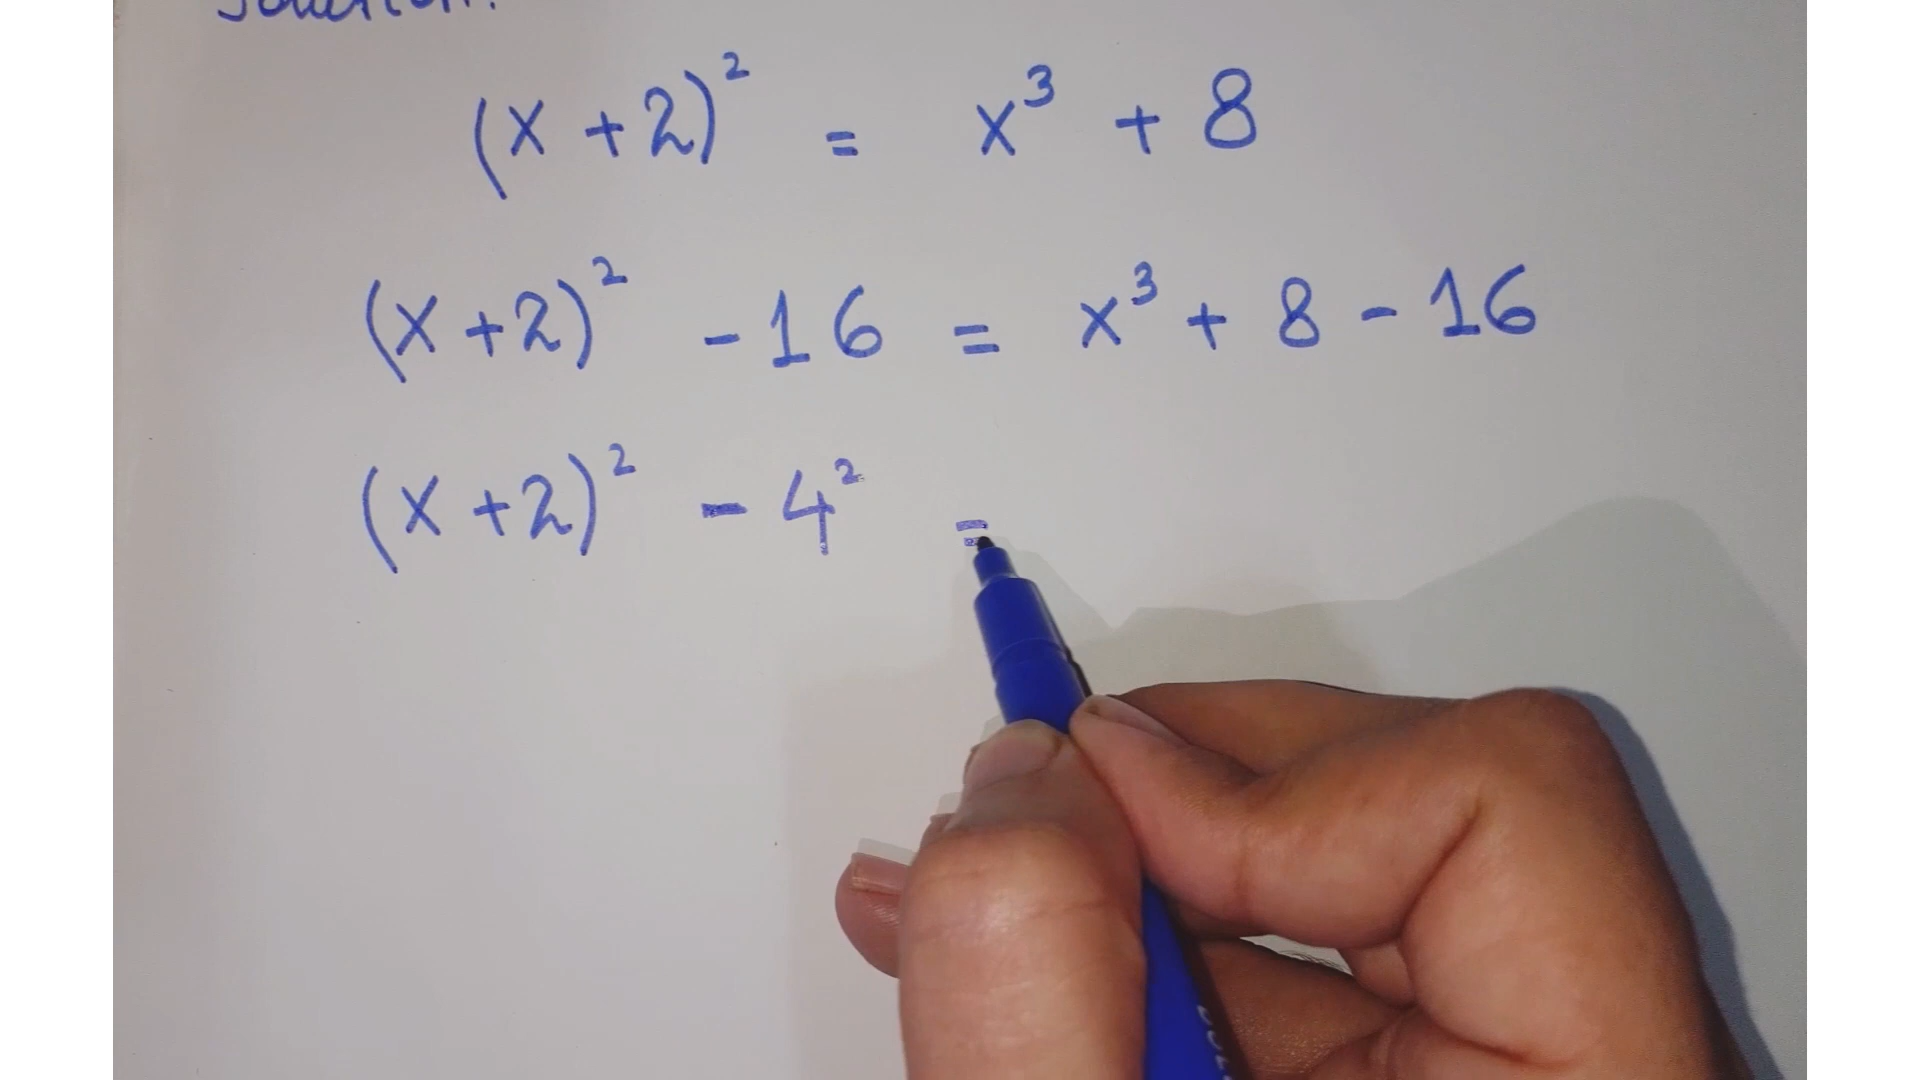 (x + 2)² = x³ + 8
(x + 2)² - 16 = x³ + 8 - 16
(x + 2)² - 4² =